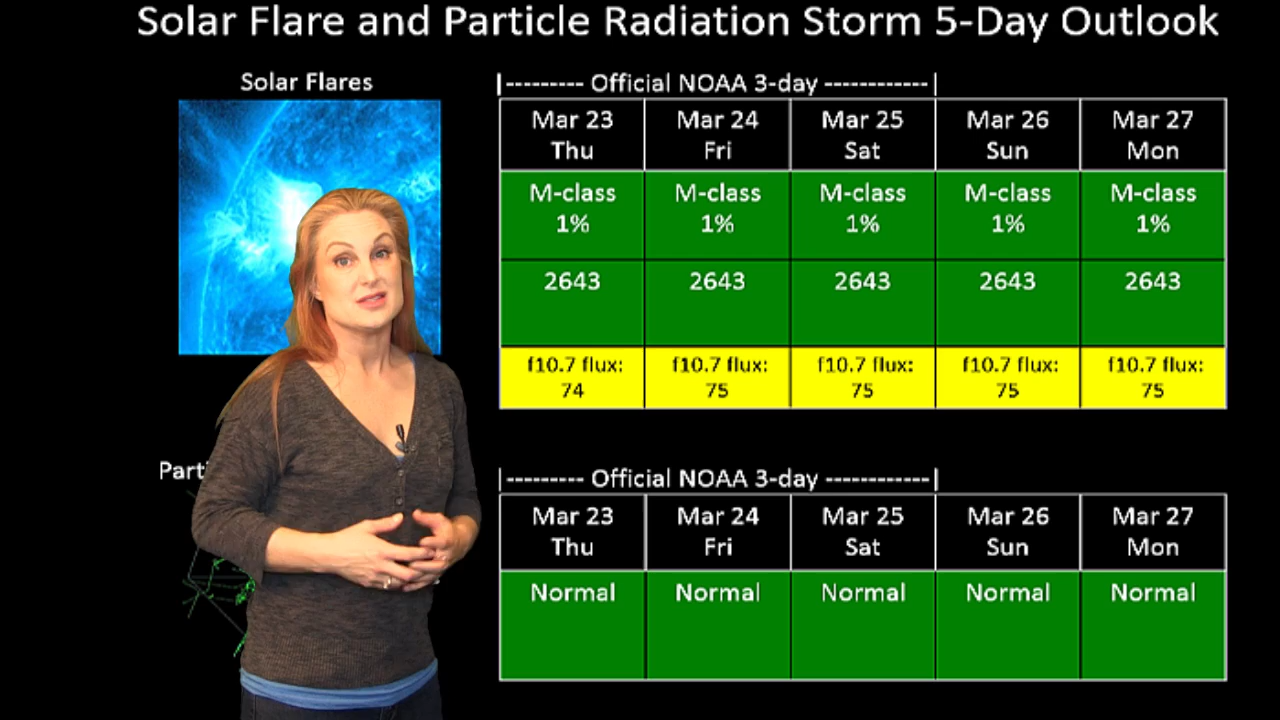 Solar Flare and Particle Radiation Storm 5-Day Outlook
Solar Flares
|--------- Official NOAA 3-day ------------|
Mar 23 Mar 24 Mar 25 Mar 26 Mar 27
Thu Fri Sat Sun Mon
M-class M-class M-class M-class M-class
1% 1% 1% 1% 1%
2643 2643 2643 2643 2643
f10.7 flux: f10.7 flux: f10.7 flux: f10.7 flux: f10.7 flux:
74 75 75 75 75
|--------- Official NOAA 3-day ------------|
Mar 23 Mar 24 Mar 25 Mar 26 Mar 27
Thu Fri Sat Sun Mon
Normal Normal Normal Normal Normal